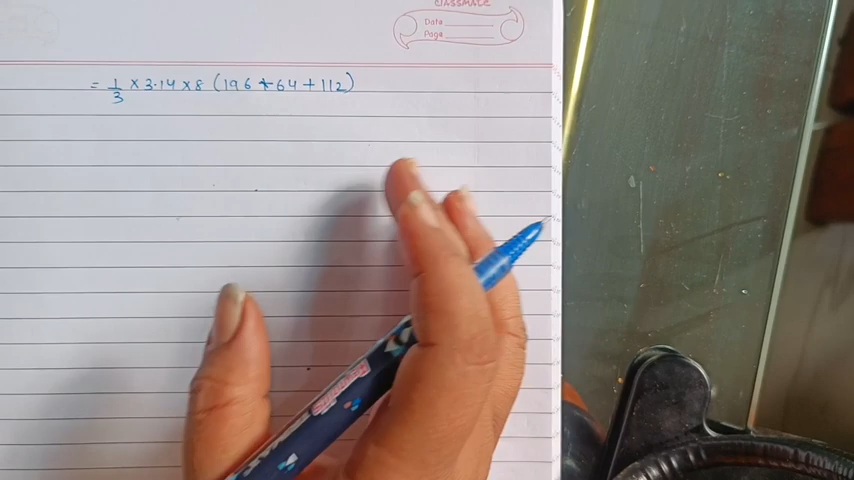 CLASSMATE
Date
Page
= 1/3 × 3.14 × 8 (196 + 64 + 112)